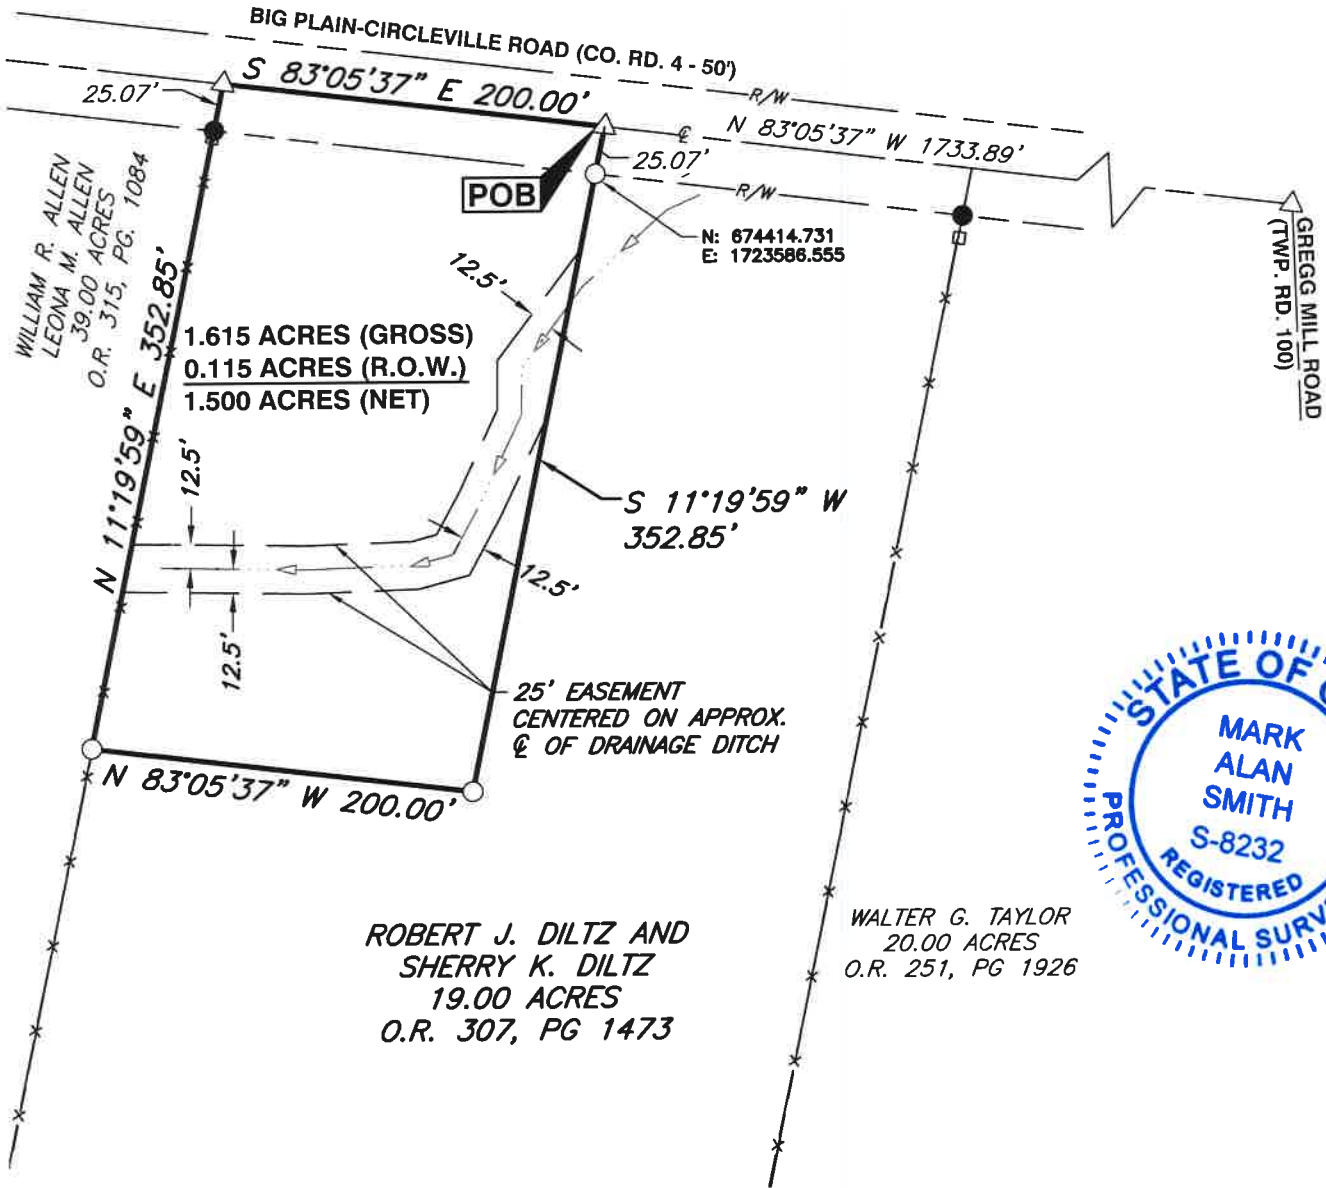 BIG PLAIN-CIRCLEVILLE ROAD (CO. RD. 4 - 50')
S 83°05'37" E 200.00'
25.07'
R/W
℄
N 83°05'37" W 1733.89'
25.07'
POB
R/W
N: 674414.731
E: 1723586.555
GREGG MILL ROAD
(TWP. RD. 100)
WILLIAM R. ALLEN
LEONA M. ALLEN
39.00 ACRES
O.R. 315, PG. 1084
N 11°19'59" E 352.85'
12.5'
1.615 ACRES (GROSS)
0.115 ACRES (R.O.W.)
1.500 ACRES (NET)
12.5'
S 11°19'59" W
352.85'
12.5'
12.5'
25' EASEMENT
CENTERED ON APPROX.
℄ OF DRAINAGE DITCH
N 83°05'37" W 200.00'
ROBERT J. DILTZ AND
SHERRY K. DILTZ
19.00 ACRES
O.R. 307, PG 1473
WALTER G. TAYLOR
20.00 ACRES
O.R. 251, PG 1926
STATE OF
MARK
ALAN
SMITH
S-8232
REGISTERED
PROFESSIONAL